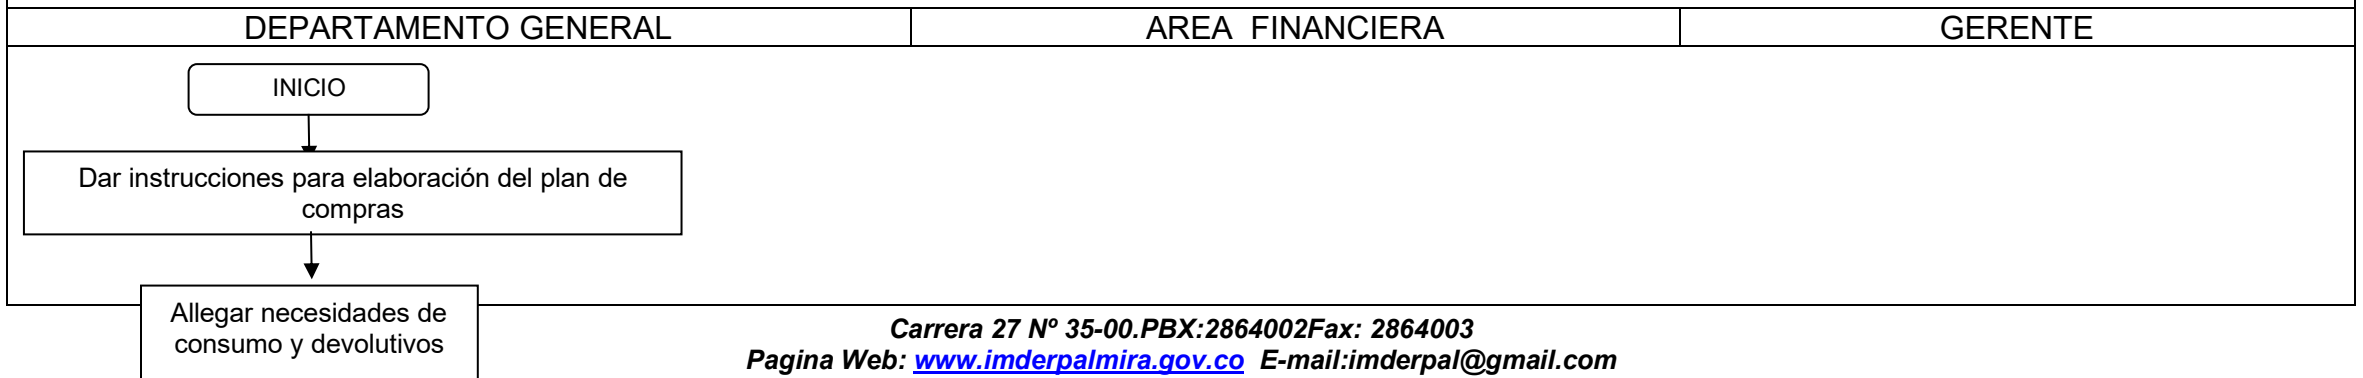 DEPARTAMENTO GENERAL
AREA  FINANCIERA
GERENTE
INICIO
Dar instrucciones para elaboración del plan de
compras
Allegar necesidades de
consumo y devolutivos
Carrera 27 Nº 35-00.PBX:2864002Fax: 2864003
Pagina Web: www.imderpalmira.gov.co  E-mail:imderpal@gmail.com